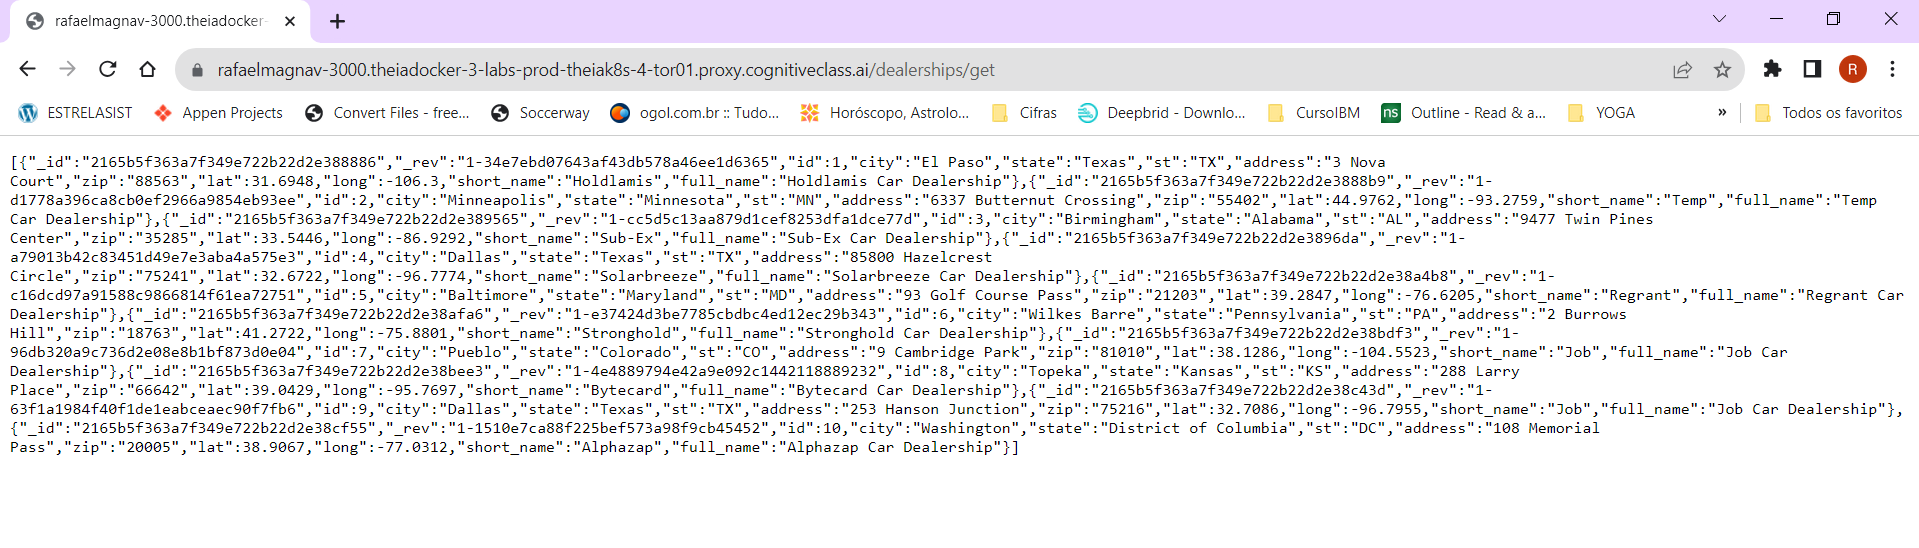 rafaelmagnav-3000.theiadocker-
rafaelmagnav-3000.theiadocker-3-labs-prod-theiak8s-4-tor01.proxy.cognitiveclass.ai/dealerships/get
R
ESTRELASIST Appen Projects Convert Files - free... Soccerway ogol.com.br :: Tudo... Horóscopo, Astrolo... Cifras Deepbrid - Downlo... CursoIBM ns Outline - Read & a... YOGA » Todos os favoritos
[{"_id":"2165b5f363a7f349e722b22d2e388886","_rev":"1-34e7ebd07643af43db578a46ee1d6365","id":1,"city":"El Paso","state":"Texas","st":"TX","address":"3 Nova
Court","zip":"88563","lat":31.6948,"long":-106.3,"short_name":"Holdlamis","full_name":"Holdlamis Car Dealership"},{"_id":"2165b5f363a7f349e722b22d2e3888b9","_rev":"1-
d1778a396ca8cb0ef2966a9854eb93ee","id":2,"city":"Minneapolis","state":"Minnesota","st":"MN","address":"6337 Butternut Crossing","zip":"55402","lat":44.9762,"long":-93.2759,"short_name":"Temp","full_name":"Temp
Car Dealership"},{"_id":"2165b5f363a7f349e722b22d2e389565","_rev":"1-cc5d5c13aa879d1cef8253dfa1dce77d","id":3,"city":"Birmingham","state":"Alabama","st":"AL","address":"9477 Twin Pines
Center","zip":"35285","lat":33.5446,"long":-86.9292,"short_name":"Sub-Ex","full_name":"Sub-Ex Car Dealership"},{"_id":"2165b5f363a7f349e722b22d2e3896da","_rev":"1-
a79013b42c83451d49e7e3aba4a575e3","id":4,"city":"Dallas","state":"Texas","st":"TX","address":"85800 Hazelcrest
Circle","zip":"75241","lat":32.6722,"long":-96.7774,"short_name":"Solarbreeze","full_name":"Solarbreeze Car Dealership"},{"_id":"2165b5f363a7f349e722b22d2e38a4b8","_rev":"1-
c16dcd97a91588c9866814f61ea72751","id":5,"city":"Baltimore","state":"Maryland","st":"MD","address":"93 Golf Course Pass","zip":"21203","lat":39.2847,"long":-76.6205,"short_name":"Regrant","full_name":"Regrant Car
Dealership"},{"_id":"2165b5f363a7f349e722b22d2e38afa6","_rev":"1-e37424d3be7785cbdbc4ed12ec29b343","id":6,"city":"Wilkes Barre","state":"Pennsylvania","st":"PA","address":"2 Burrows
Hill","zip":"18763","lat":41.2722,"long":-75.8801,"short_name":"Stronghold","full_name":"Stronghold Car Dealership"},{"_id":"2165b5f363a7f349e722b22d2e38bdf3","_rev":"1-
96db320a9c736d2e08e8b1bf873d0e04","id":7,"city":"Pueblo","state":"Colorado","st":"CO","address":"9 Cambridge Park","zip":"81010","lat":38.1286,"long":-104.5523,"short_name":"Job","full_name":"Job Car
Dealership"},{"_id":"2165b5f363a7f349e722b22d2e38bee3","_rev":"1-4e4889794e42a9e092c1442118889232","id":8,"city":"Topeka","state":"Kansas","st":"KS","address":"288 Larry
Place","zip":"66642","lat":39.0429,"long":-95.7697,"short_name":"Bytecard","full_name":"Bytecard Car Dealership"},{"_id":"2165b5f363a7f349e722b22d2e38c43d","_rev":"1-
63f1a1984f40f1de1eabceaec90f7fb6","id":9,"city":"Dallas","state":"Texas","st":"TX","address":"253 Hanson Junction","zip":"75216","lat":32.7086,"long":-96.7955,"short_name":"Job","full_name":"Job Car Dealership"},
{"_id":"2165b5f363a7f349e722b22d2e38cf55","_rev":"1-1510e7ca88f225bef573a98f9cb45452","id":10,"city":"Washington","state":"District of Columbia","st":"DC","address":"108 Memorial
Pass","zip":"20005","lat":38.9067,"long":-77.0312,"short_name":"Alphazap","full_name":"Alphazap Car Dealership"}]